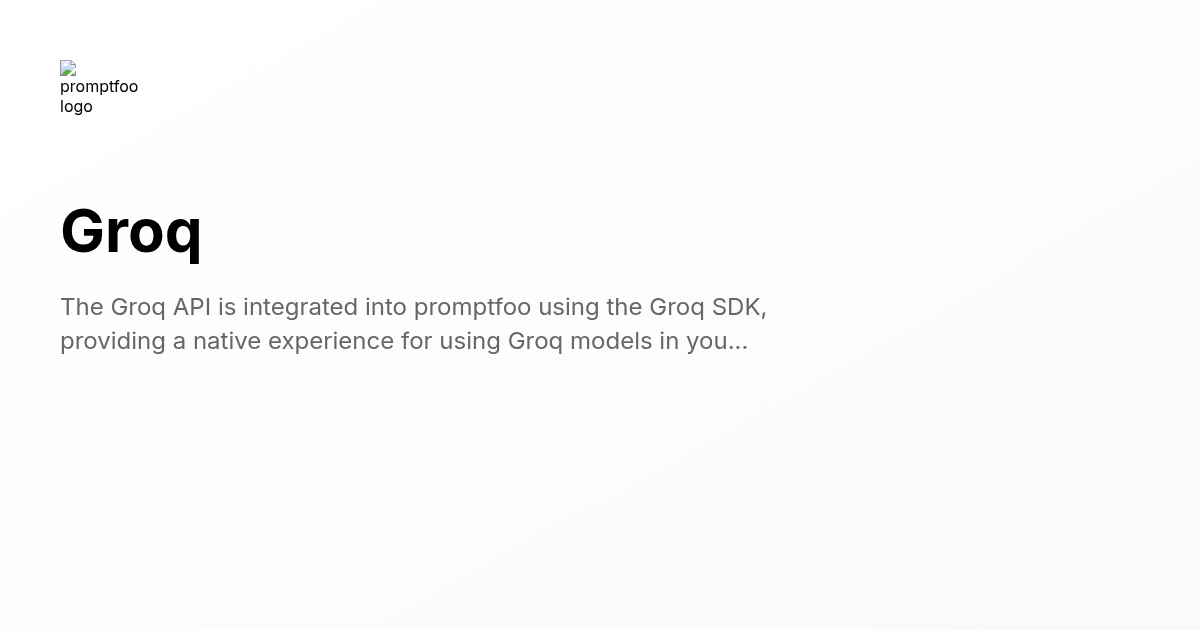 promptfoo
logo
Groq
The Groq API is integrated into promptfoo using the Groq SDK,
providing a native experience for using Groq models in you...